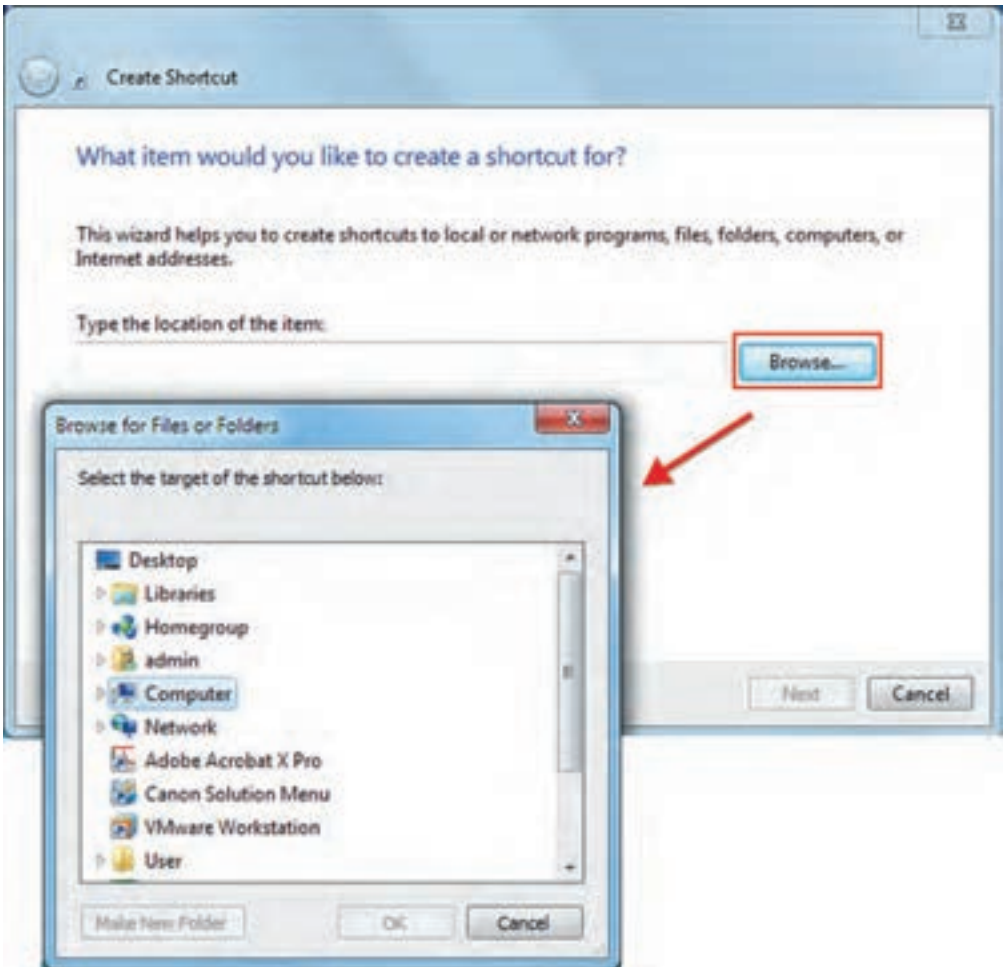 Create Shortcut
What item would you like to create a shortcut for?
This wizard helps you to create shortcuts to local or network programs, files, folders, computers, or
Internet addresses.
Type the location of the item:
Browse...
Browse for Files or Folders
Select the target of the shortcut below:
Desktop
Libraries
Homegroup
admin
Computer
Network
Adobe Acrobat X Pro
Canon Solution Menu
VMware Workstation
User
Make New Folder
OK
Cancel
Next
Cancel